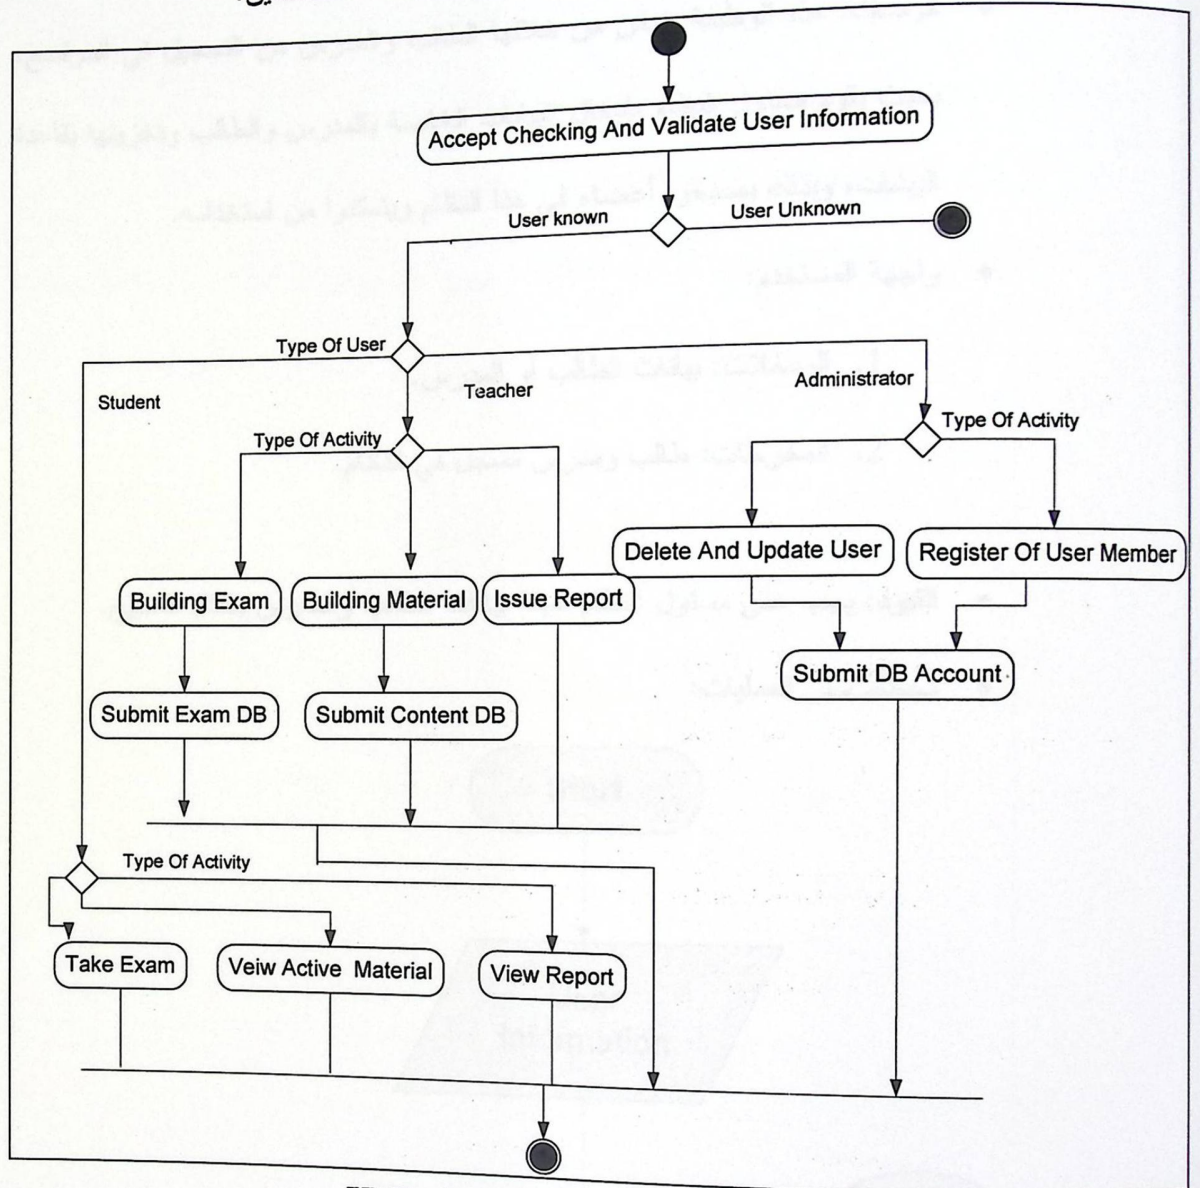 Accept Checking And Validate User Information
User known
User Unknown
Type Of User
Student
Teacher
Administrator
Type Of Activity
Type Of Activity
Delete And Update User
Register Of User Member
Building Exam
Building Material
Issue Report
Submit DB Account
Submit Exam DB
Submit Content DB
Type Of Activity
Take Exam
Veiw Active Material
View Report